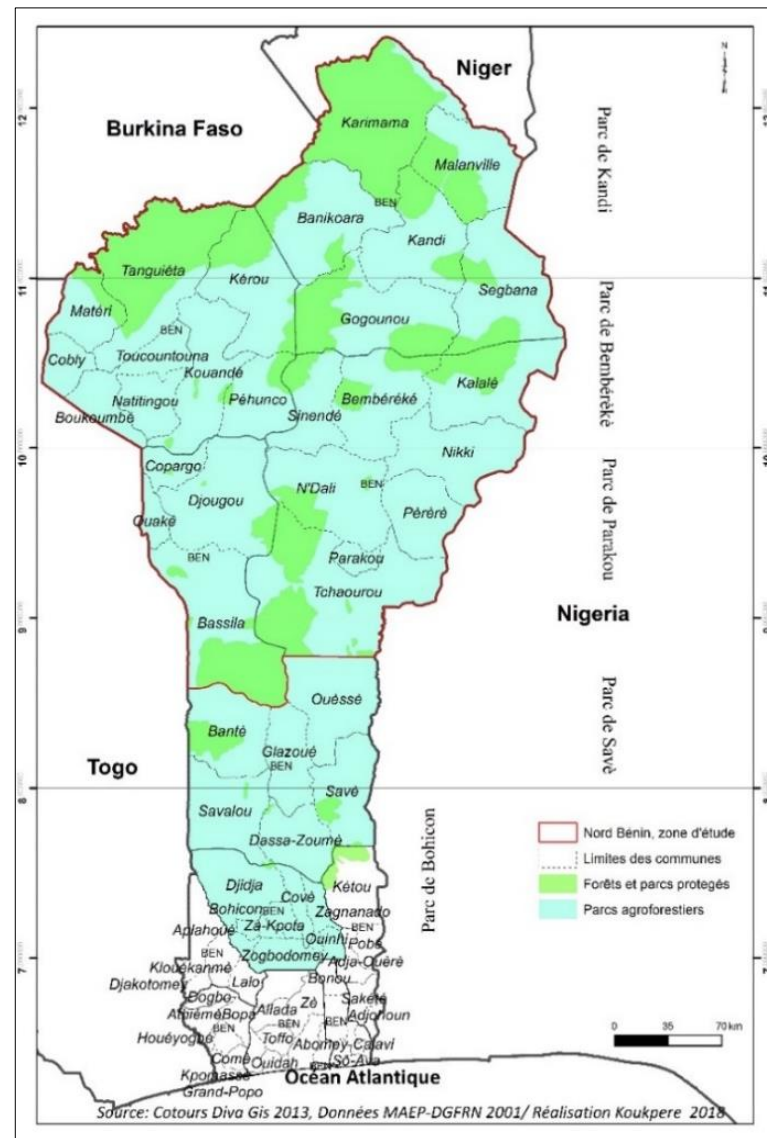 Niger
N
Burkina Faso
Karimama
Parc de Kandi
Malanville
BEN
Banikoara
Kandi
Tanguiéta
Kérou
Segbana
Parc de Bembérèkè
Matéri
BEN
Gogounou
Cobly
Toucountouna
Kouandé
Kalalé
Natitingou
Péhunco
Bembéréké
Boukoumbé
Sinendé
10
Nikki
Copargo
N'Dali
BEN
Djougou
Pèrèrè
Parc de Parakou
Ouaké
BEN
Parakou
Tchaourou
9
Bassila
Nigeria
Ouèssè
Parc de Savè
Bantè
Glazoué
BEN
Togo
8
Savè
Savalou
Dassa-Zoumè
Parc de Bohicon
Nord Bénin, zone d'étude
Limites des communes
Forêts et parcs protegés
Parcs agroforestiers
Djidja
Kétou
Covè
Bohicon
BEN
Zagnanado
Aplahoué
Za-Kpota
BEN
Ouinhi
Pobè
BEN
Zogbodomey
Adja-Ouèrè
7
Klouékanmè
Bonou
Djakotomey
Lalo
Zè
Dogbo
Sakété
Athiémé
Bopa
Allada
Adjohoun
BEN
BEN
BEN
0 35 70 km
Houéyogbé
Toffo
Abomey-Calavi
Comè
Ouidah
Sô-Ava
Kpomassè
BEN
Océan Atlantique
Grand-Popo
Source: Cotours Diva Gis 2013, Données MAEP-DGFRN 2001/ Réalisation Koukpere 2018